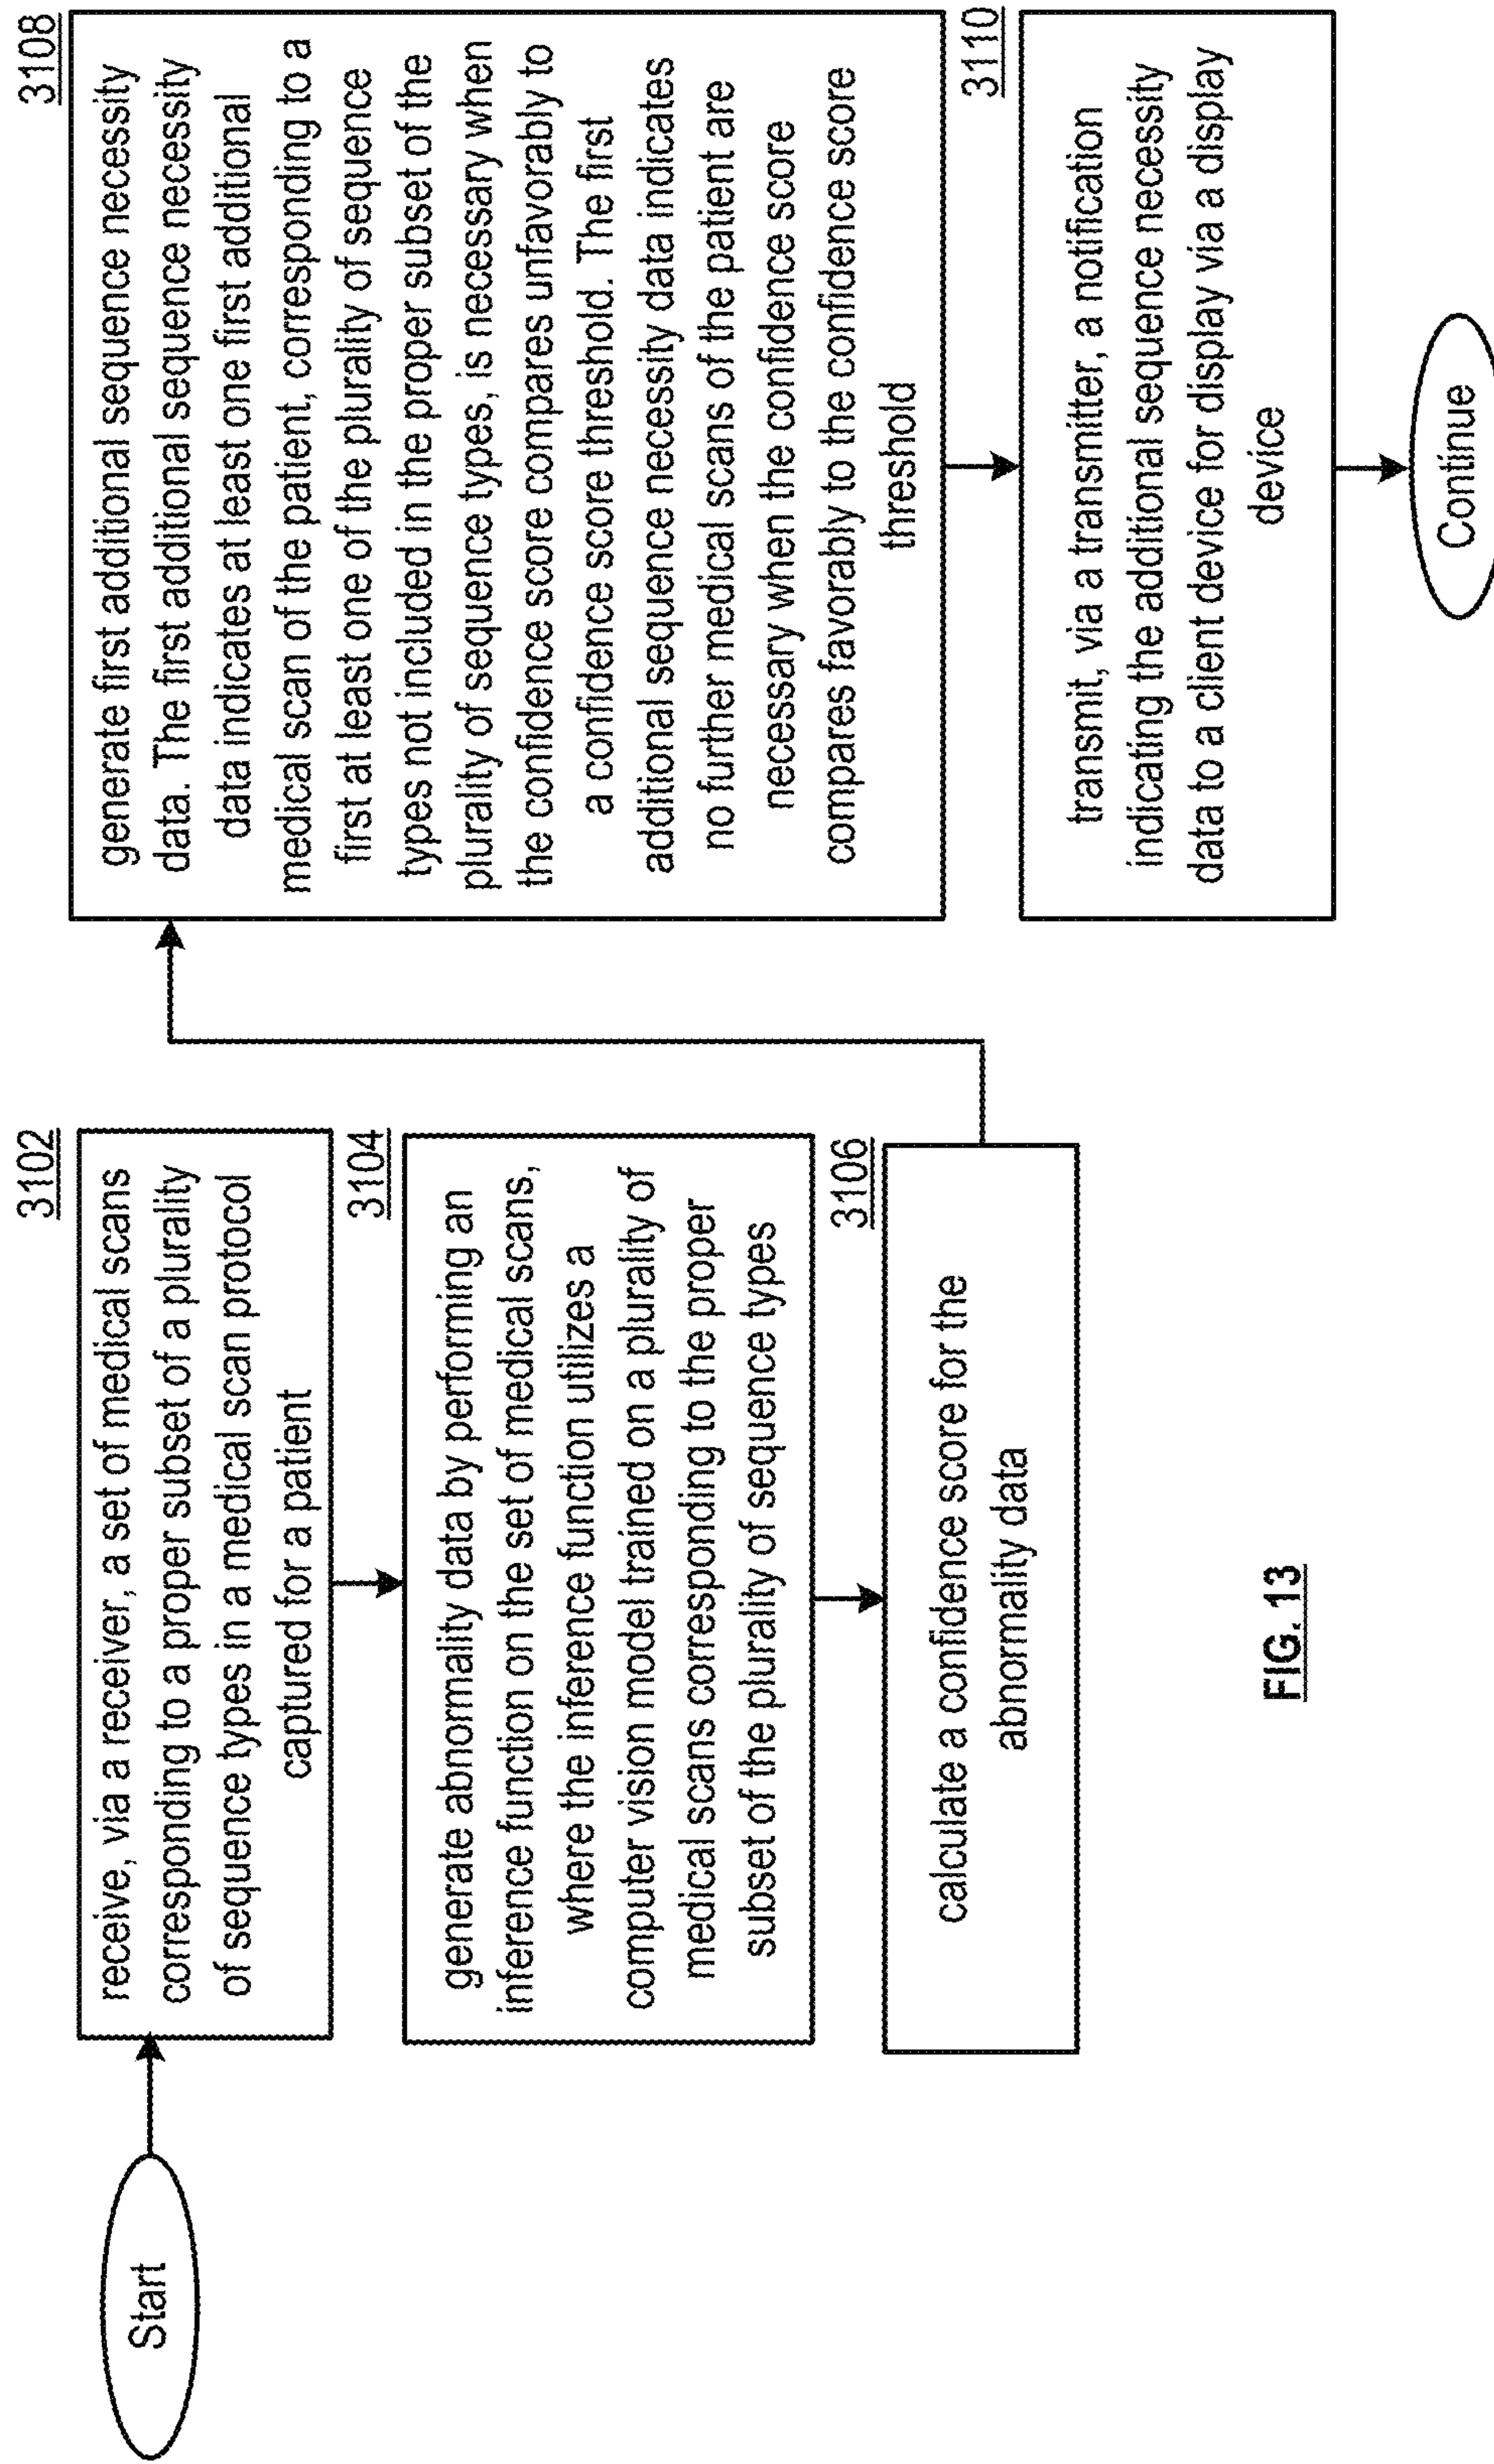 Start
3102
receive, via a receiver, a set of medical scans
corresponding to a proper subset of a plurality
of sequence types in a medical scan protocol
captured for a patient
3104
generate abnormality data by performing an
inference function on the set of medical scans,
where the inference function utilizes a
computer vision model trained on a plurality of
medical scans corresponding to the proper
subset of the plurality of sequence types
3106
calculate a confidence score for the
abnormality data
3108
generate first additional sequence necessity
data. The first additional sequence necessity
data indicates at least one first additional
medical scan of the patient, corresponding to a
first at least one of the plurality of sequence
types not included in the proper subset of the
plurality of sequence types, is necessary when
the confidence score compares unfavorably to
a confidence score threshold. The first
additional sequence necessity data indicates
no further medical scans of the patient are
necessary when the confidence score
compares favorably to the confidence score
threshold
3110
transmit, via a transmitter, a notification
indicating the additional sequence necessity
data to a client device for display via a display
device
Continue
FIG. 13